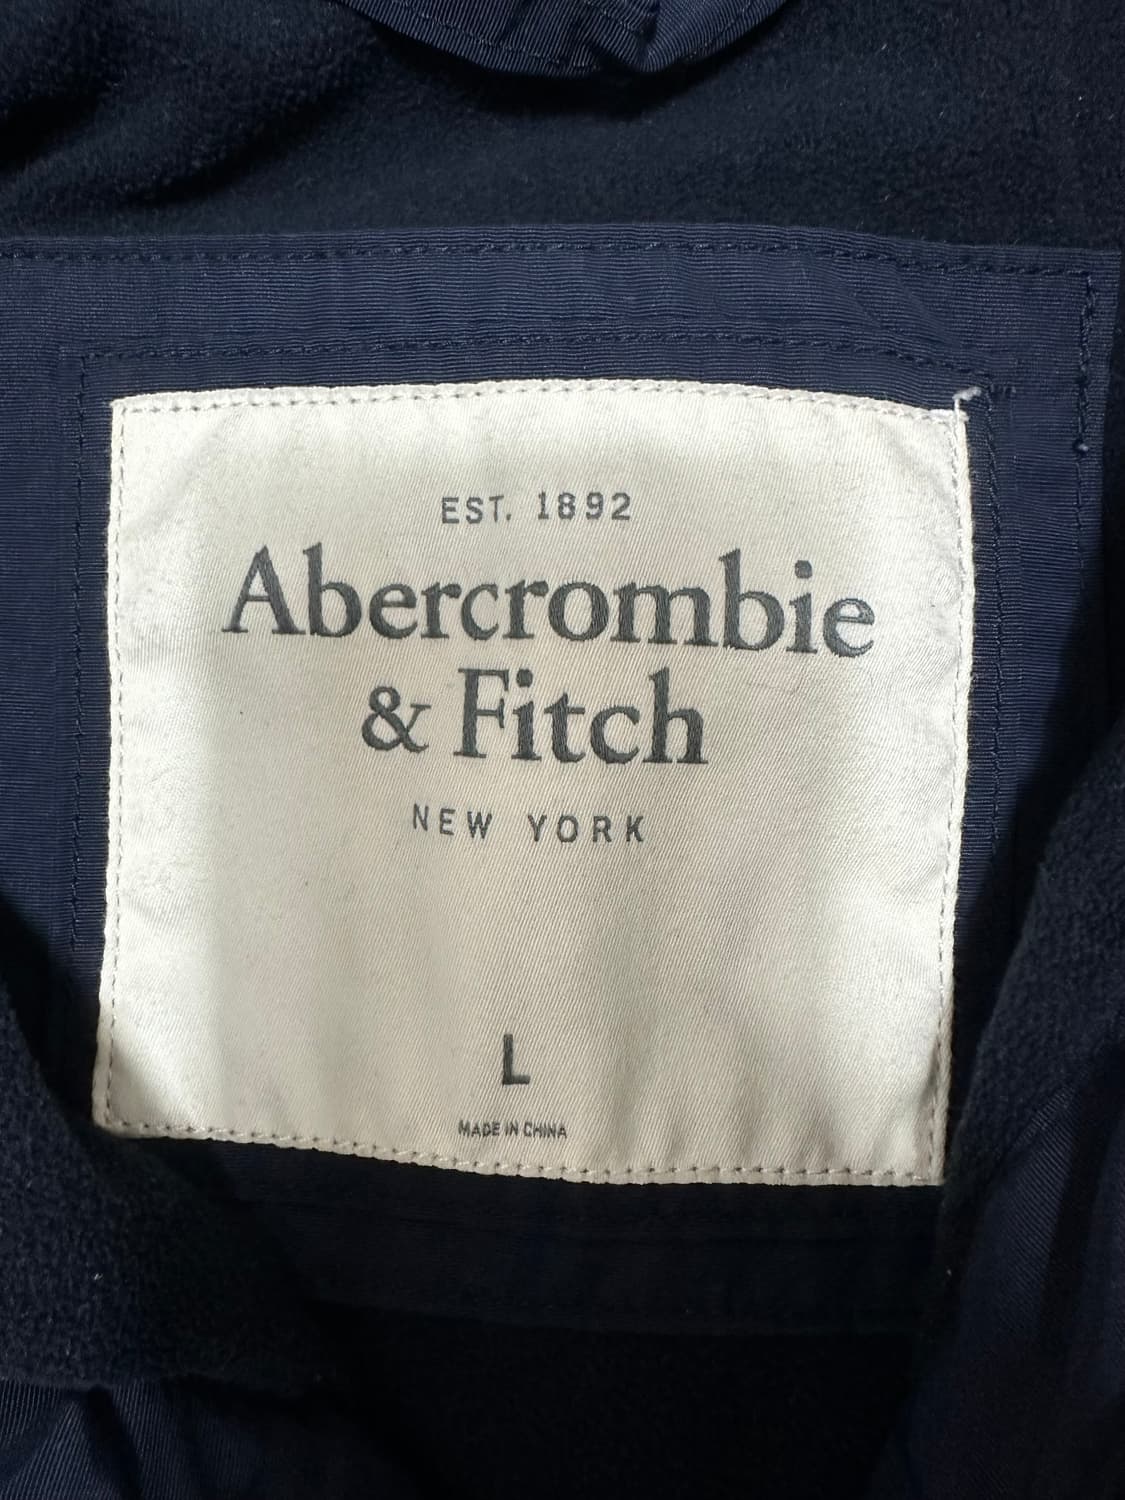 EST. 1892
Abercrombie
& Fitch
NEW YORK
L
MADE IN CHINA